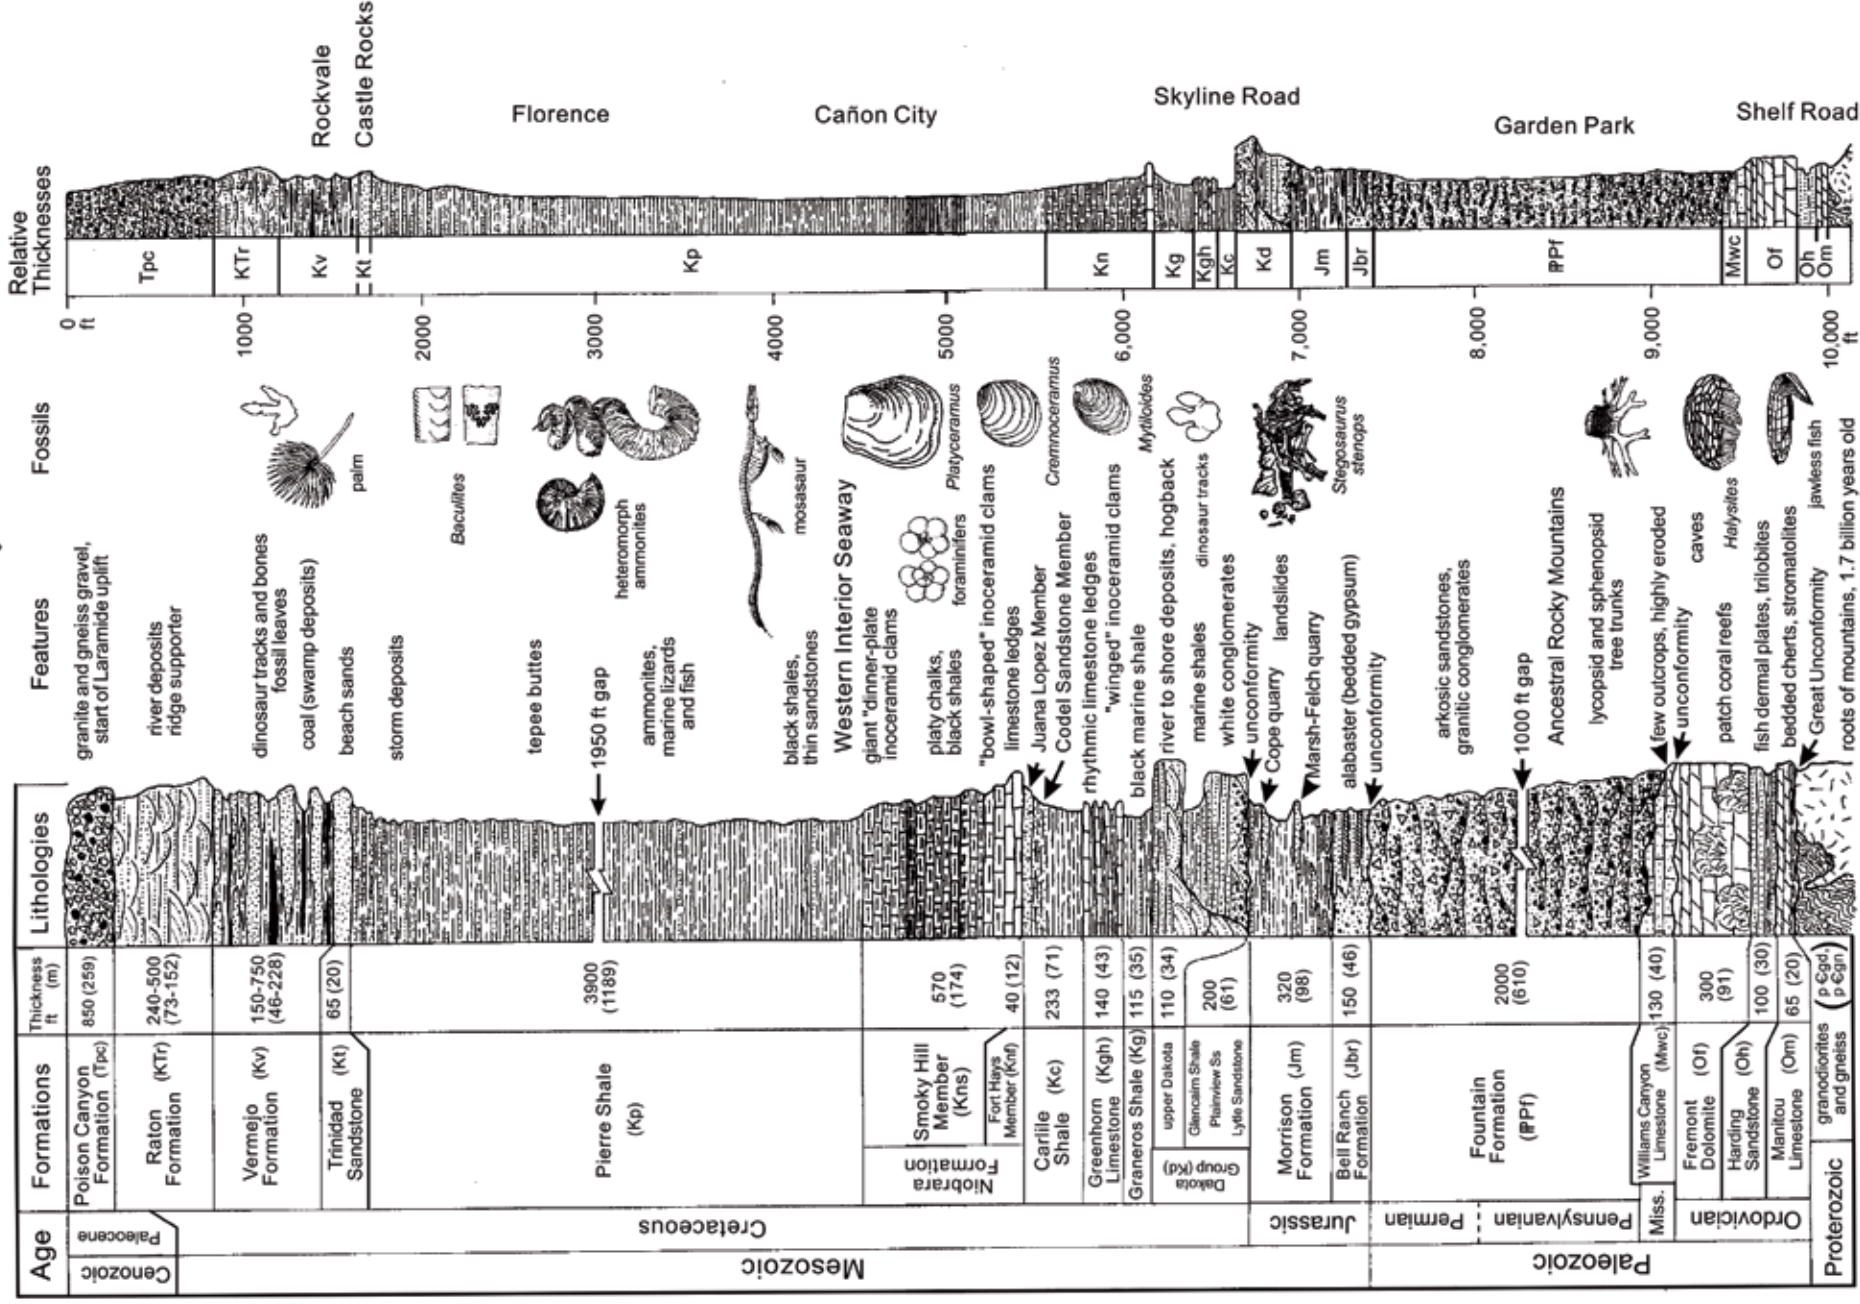 Age
Formations
Thickness
ft (m)
Lithologies
Features
Fossils
Relative
Thicknesses
Cenozoic
Mesozoic
Paleozoic
Proterozoic
Paleocene
Cretaceous
Jurassic
Permian
Pennsylvanian
Miss.
Ordovician
Poison Canyon
Formation (Tpc)
Raton
Formation (KTr)
Vermejo
Formation (Kv)
Trinidad
Sandstone (Kt)
Pierre Shale
(Kp)
Niobrara
Formation
Smoky Hill
Member
(Kns)
Fort Hays
Member (Knf)
Carlile
Shale (Kc)
Greenhorn
Limestone (Kgh)
Graneros Shale (Kg)
Dakota
Group (Kd)
upper Dakota
Glencairn Shale
Plainview Ss
Lytle Sandstone
Morrison
Formation (Jm)
Bell Ranch
Formation (Jbr)
Fountain
Formation
(PPf)
Williams Canyon
Limestone (Mwc)
Fremont
Dolomite (Of)
Harding
Sandstone (Oh)
Manitou
Limestone (Om)
granodiorites
and gneiss
850 (259)
240-500
(73-152)
150-750
(46-228)
65 (20)
3900
(1189)
570
(174)
40 (12)
233 (71)
140 (43)
115 (35)
110 (34)
200
(61)
320
(98)
150 (46)
2000
(610)
130 (40)
300
(91)
100 (30)
65 (20)
(p Єgd,
p Єgn)
granite and gneiss gravel,
start of Laramide uplift
river deposits
ridge supporter
dinosaur tracks and bones
fossil leaves
coal (swamp deposits)
beach sands
storm deposits
tepee buttes
1950 ft gap
ammonites,
marine lizards
and fish
black shales,
thin sandstones
Western Interior Seaway
giant "dinner-plate
inoceramid clams
platy chalks,
black shales
"bowl-shaped" inoceramid clams
limestone ledges
Juana Lopez Member
Codel Sandstone Member
rhythmic limestone ledges
"winged" inoceramid clams
black marine shale
river to shore deposits, hogback
marine shales
white conglomerates
unconformity
Cope quarry
landslides
Marsh-Felch quarry
alabaster (bedded gypsum)
unconformity
arkosic sandstones,
granitic conglomerates
1000 ft gap
Ancestral Rocky Mountains
lycopsid and sphenopsid
tree trunks
few outcrops, highly eroded
unconformity
caves
patch coral reefs
fish dermal plates, trilobites
bedded cherts, stromatolites
Great Unconformity
roots of mountains, 1.7 billion years old
palm
Baculites
heteromorph
ammonites
mosasaur
foraminifers
Platyceramus
Cremnoceramus
Mytiloides
dinosaur tracks
Stegosaurus
stenops
Halysites
jawless fish
0
ft
1000
2000
3000
4000
5000
6,000
7,000
8,000
9,000
10,000
ft
Tpc
KTr
Kv
Kt
Kp
Kn
Kg
Kgh
Kc
Kd
Jm
Jbr
PPf
Mwc
Of
Oh
Om
Rockvale
Castle Rocks
Florence
Cañon City
Skyline Road
Garden Park
Shelf Road